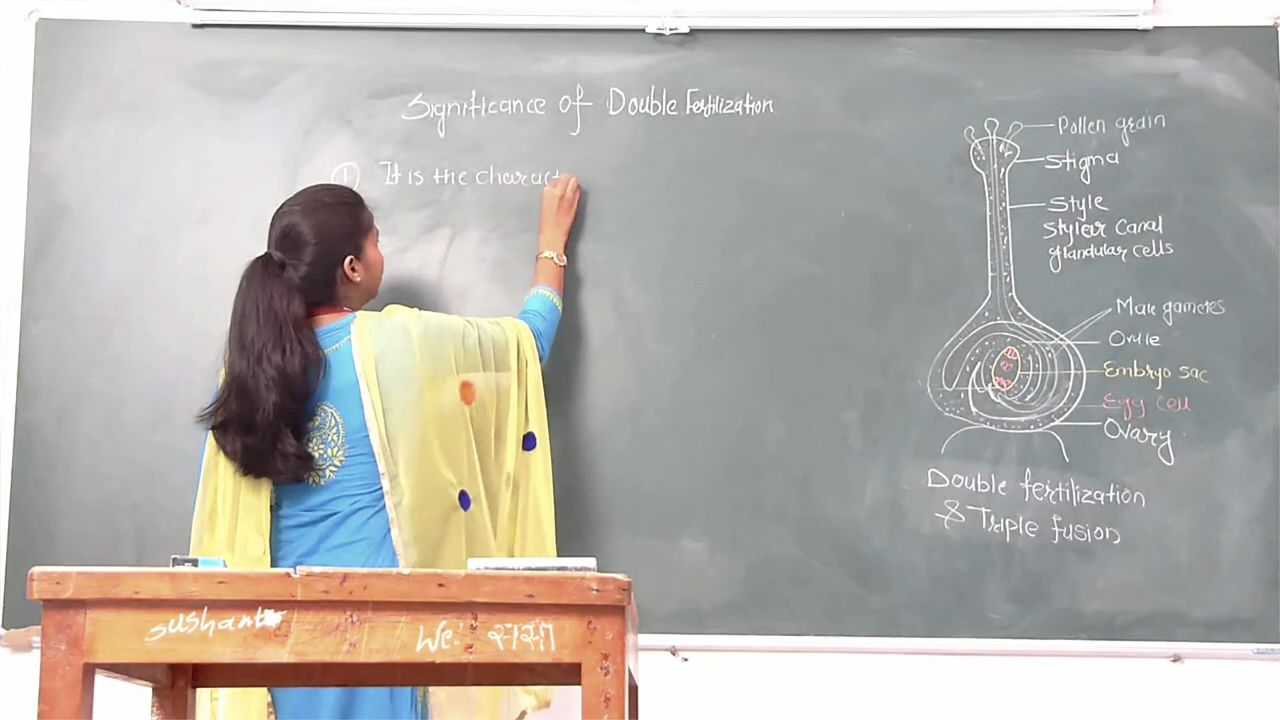 Significance of Double Fertilization
① It is the charact
Pollen grain
Stigma
Style
Stylar Canal
glandular cells
Male gametes
Ovule
Embryo sac
Egg cell
Ovary
Double fertilization
& Triple fusion
sushant
We.